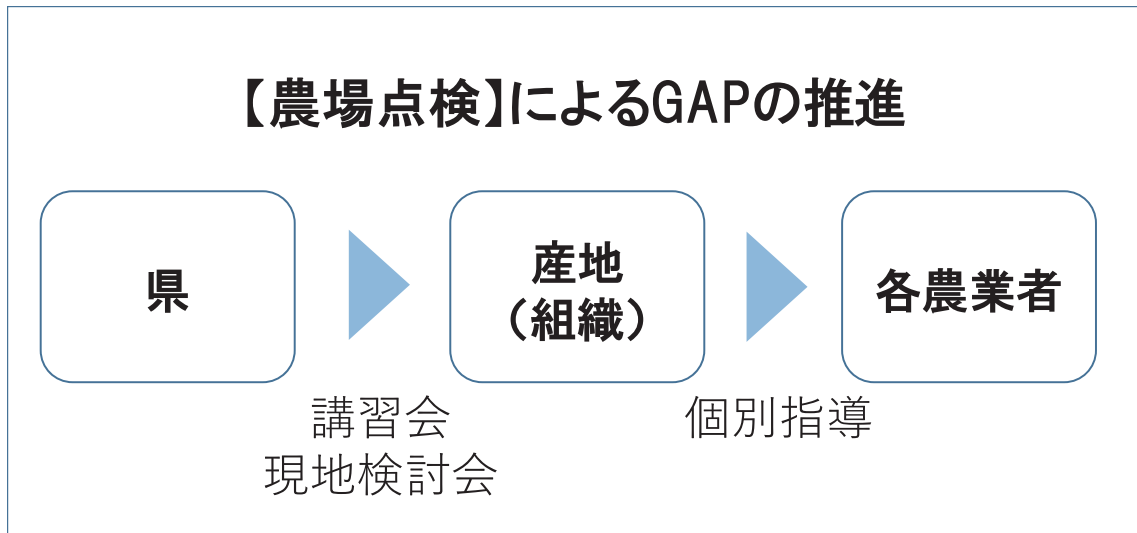 【農場点検】によるGAPの推進
県
産地
（組織）
各農業者
講習会
現地検討会
個別指導